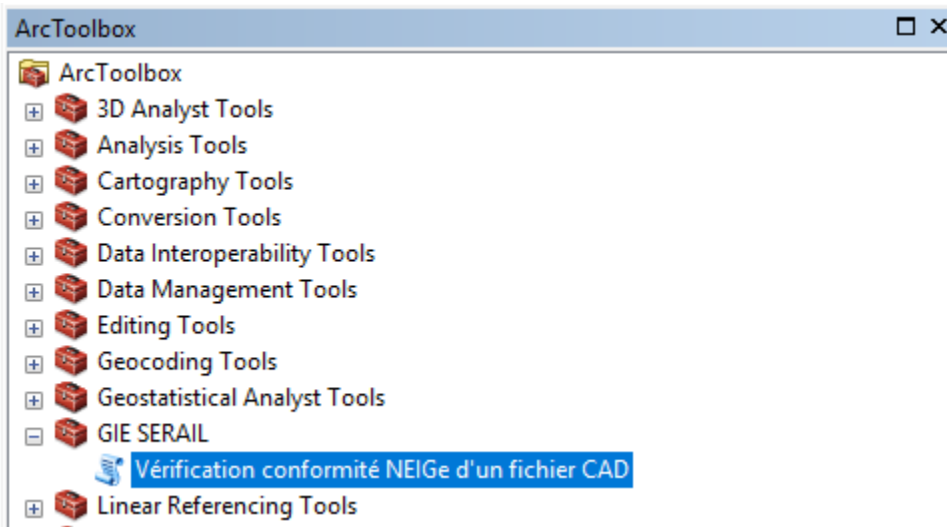 ArcToolbox
ArcToolbox
3D Analyst Tools
Analysis Tools
Cartography Tools
Conversion Tools
Data Interoperability Tools
Data Management Tools
Editing Tools
Geocoding Tools
Geostatistical Analyst Tools
GIE SERAIL
Vérification conformité NEIGe d'un fichier CAD
Linear Referencing Tools